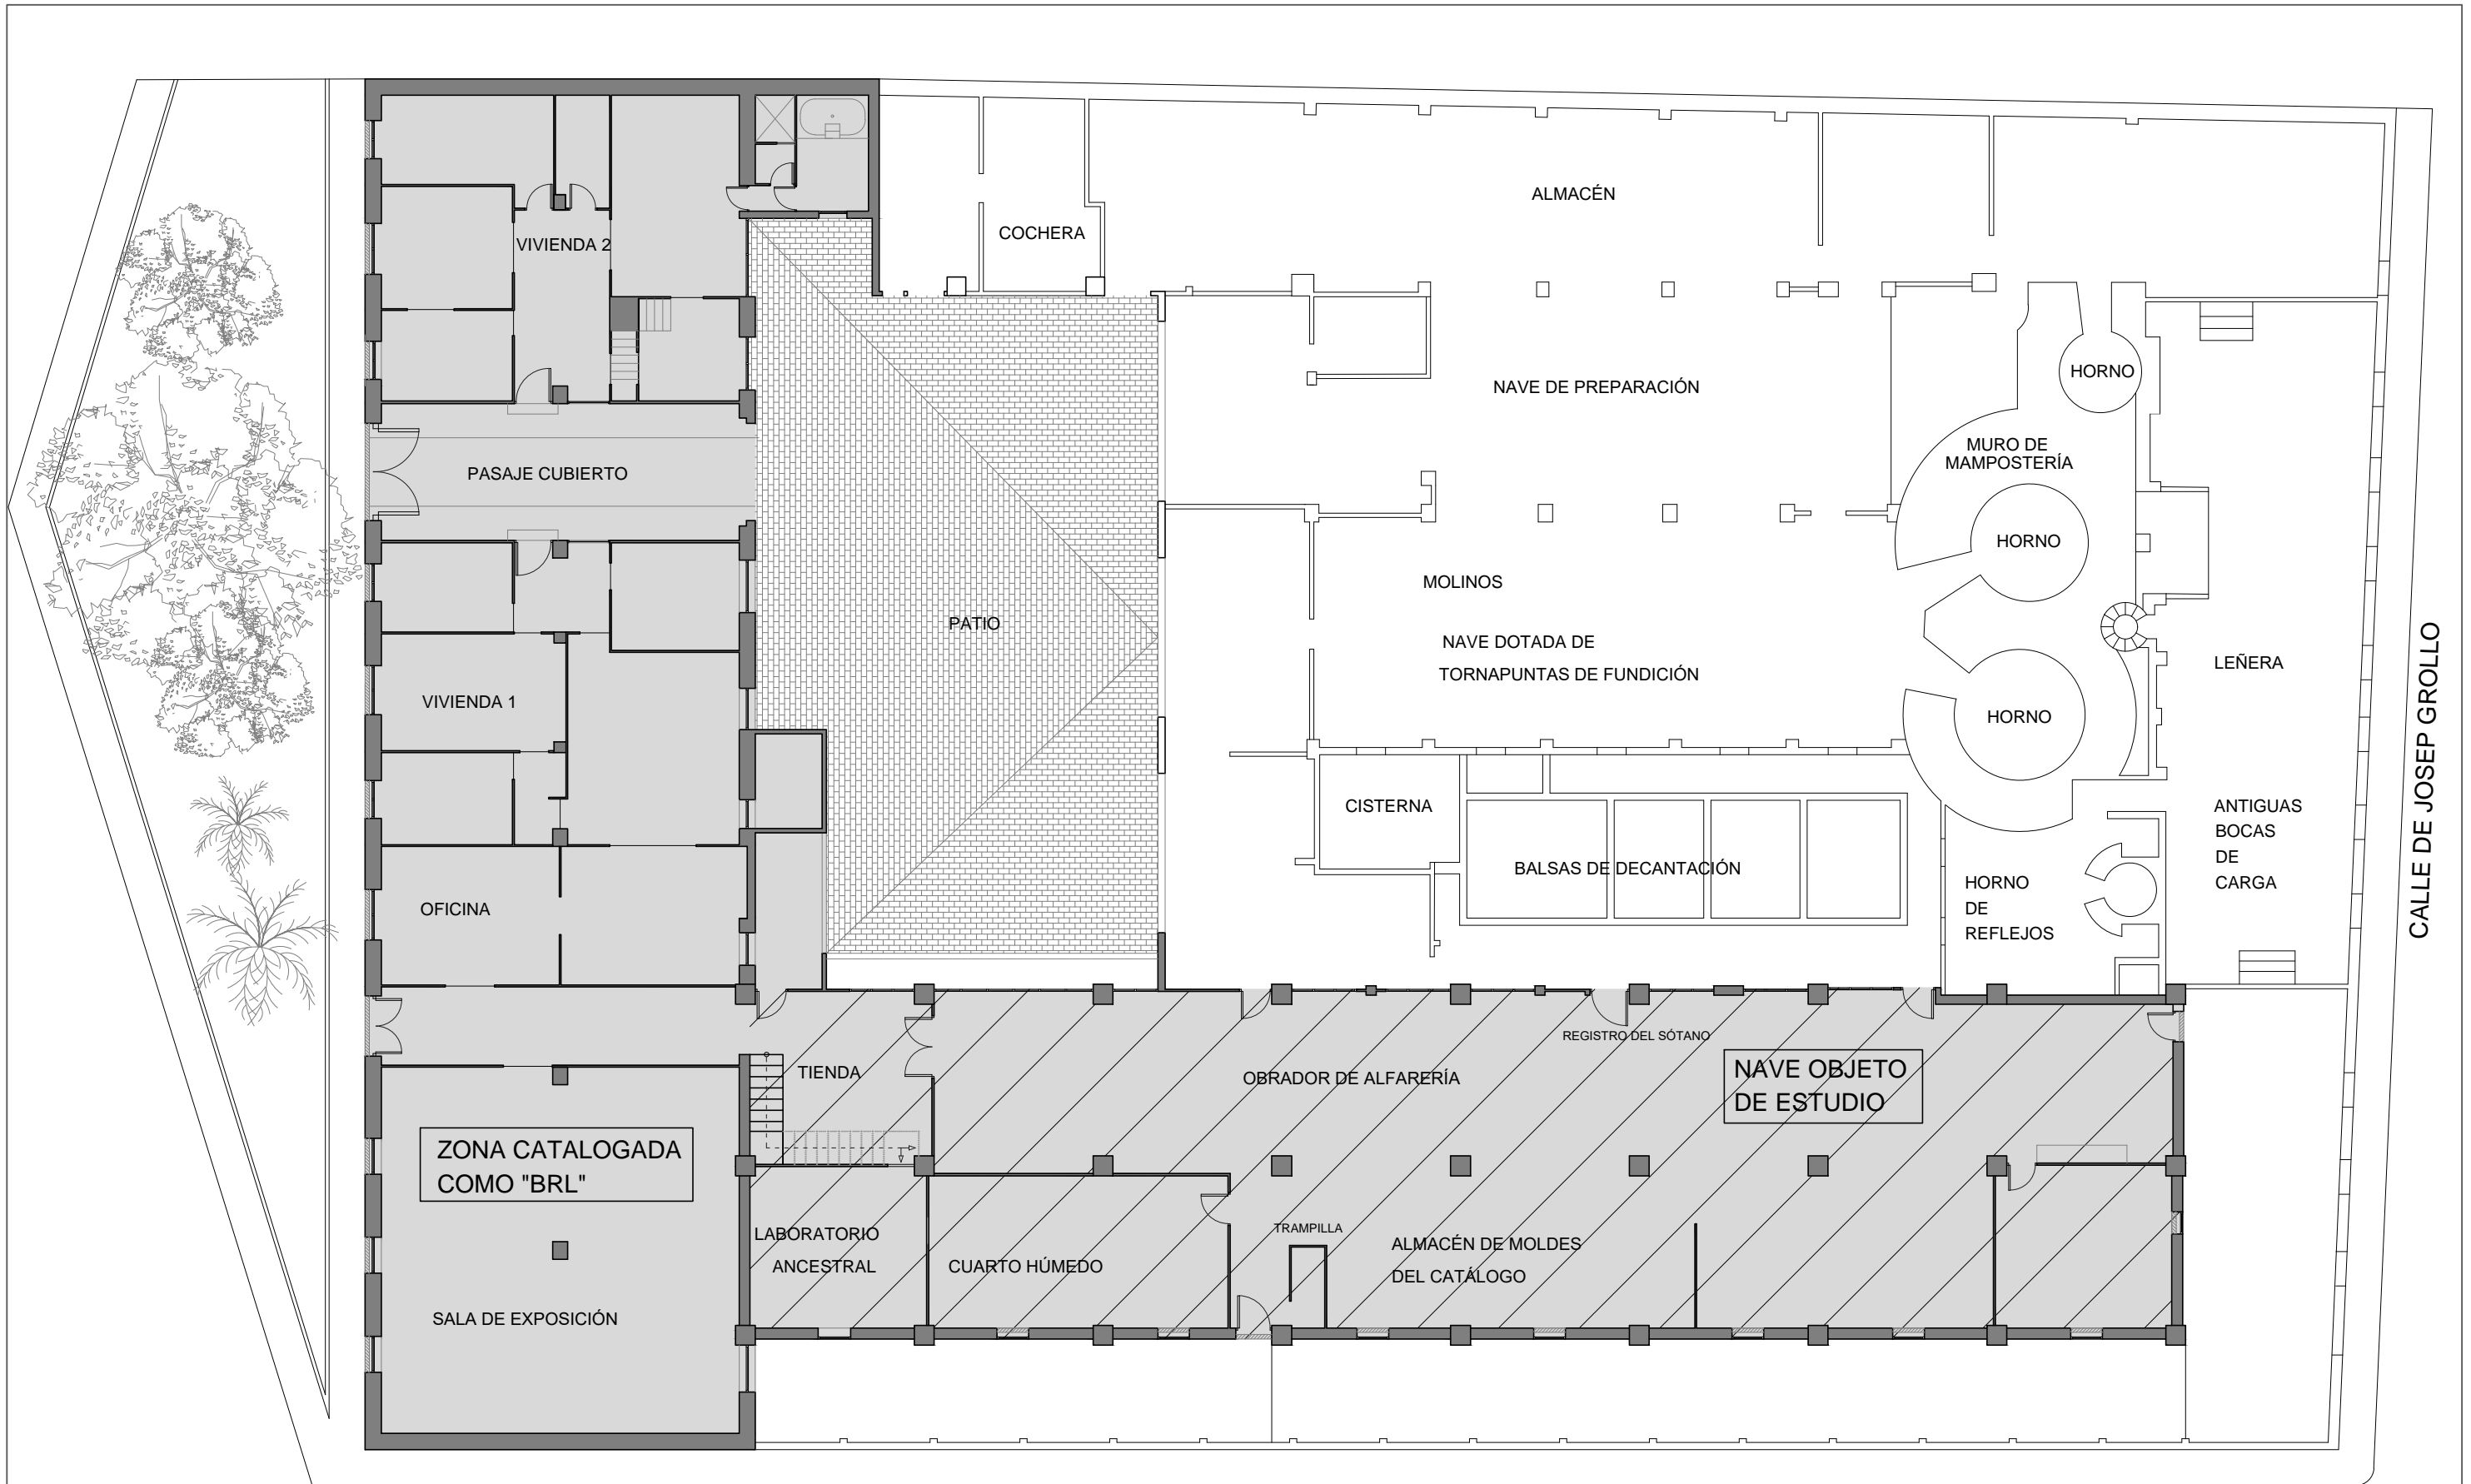 ALMACÉN
COCHERA
VIVIENDA 2
HORNO
NAVE DE PREPARACIÓN
MURO DE
MAMPOSTERÍA
PASAJE CUBIERTO
HORNO
MOLINOS
PATIO
NAVE DOTADA DE
TORNAPUNTAS DE FUNDICIÓN
LEÑERA
VIVIENDA 1
HORNO
CALLE DE JOSEP GROLLO
CISTERNA
ANTIGUAS
BOCAS
DE
CARGA
BALSAS DE DECANTACIÓN
HORNO
DE
REFLEJOS
OFICINA
REGISTRO DEL SÓTANO
TIENDA
OBRADOR DE ALFARERÍA
NAVE OBJETO
DE ESTUDIO
ZONA CATALOGADA
COMO "BRL"
LABORATORIO
ANCESTRAL
CUARTO HÚMEDO
TRAMPILLA
ALMACÉN DE MOLDES
DEL CATÁLOGO
SALA DE EXPOSICIÓN